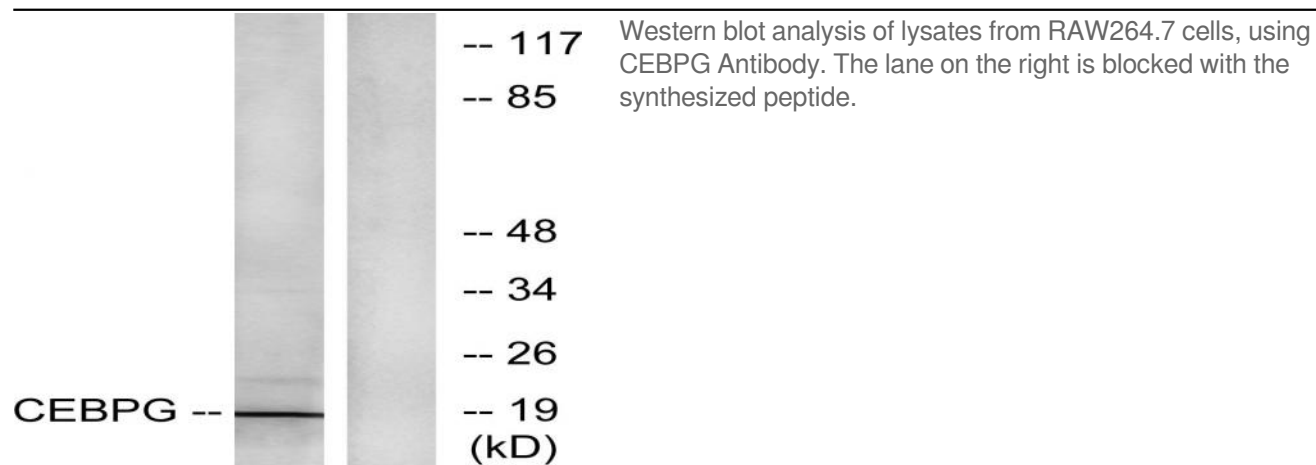 -- 117
-- 85
-- 48
-- 34
-- 26
CEBPG --
-- 19
(kD)
Western blot analysis of lysates from RAW264.7 cells, using
CEBPG Antibody. The lane on the right is blocked with the
synthesized peptide.